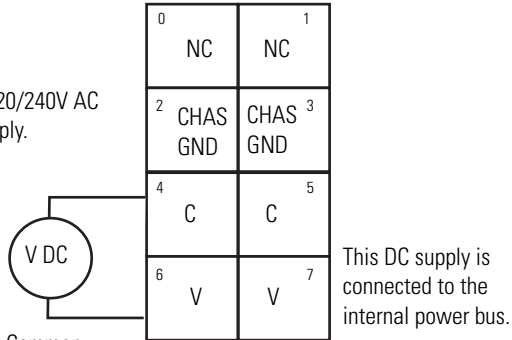 0 1
NC NC
20/240V AC
ply.
2 CHAS GND CHAS GND 3
4 5
C C
V DC
6 7
V V
This DC supply is
connected to the
internal power bus.